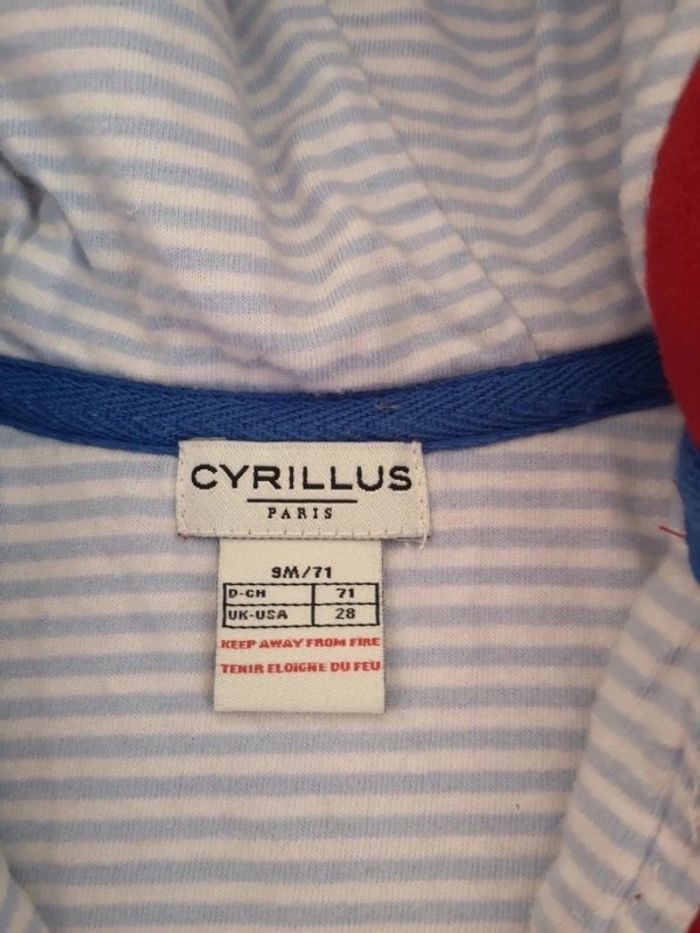 CYRILLUS
PARIS
9M/71
D-CH 71
UK-USA 28
KEEP AWAY FROM FIRE
TENIR ELOIGNE DU FEU